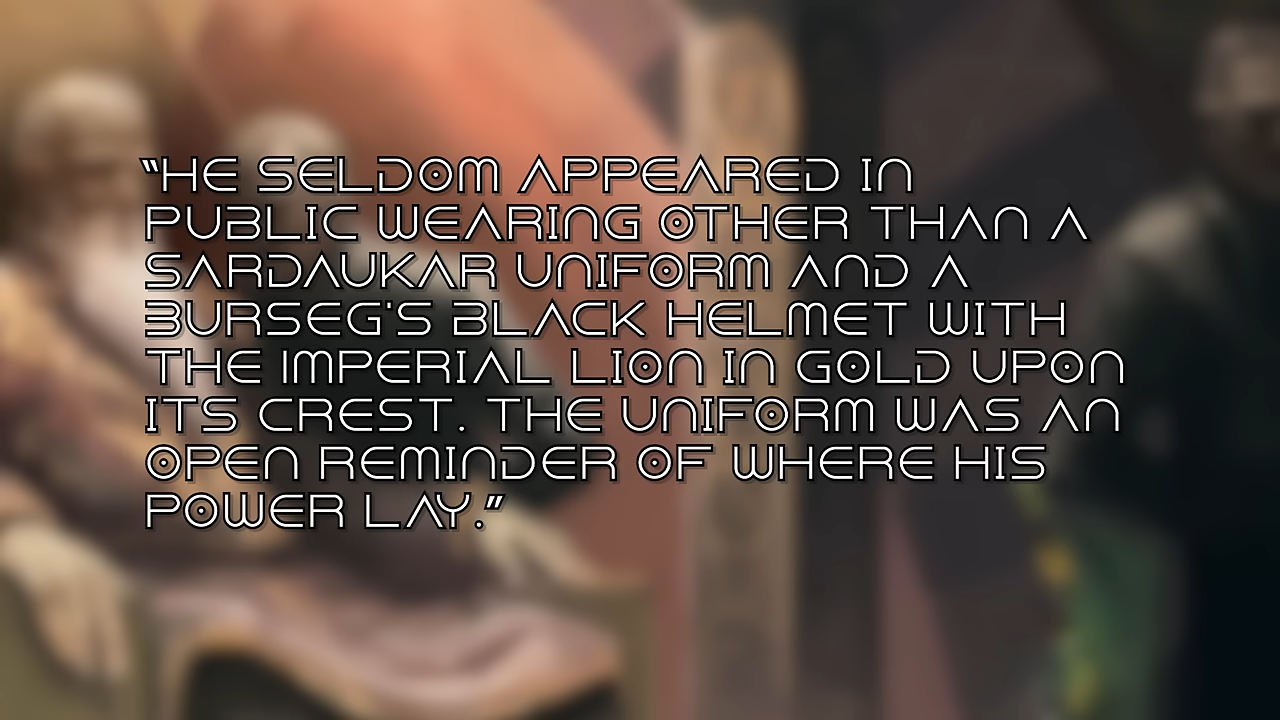 “HE SELDOM APPEARED IN
PUBLIC WEARING OTHER THAN A
SARDAUKAR UNIFORM AND A
BURSEG'S BLACK HELMET WITH
THE IMPERIAL LION IN GOLD UPON
ITS CREST. THE UNIFORM WAS AN
OPEN REMINDER OF WHERE HIS
POWER LAY.”